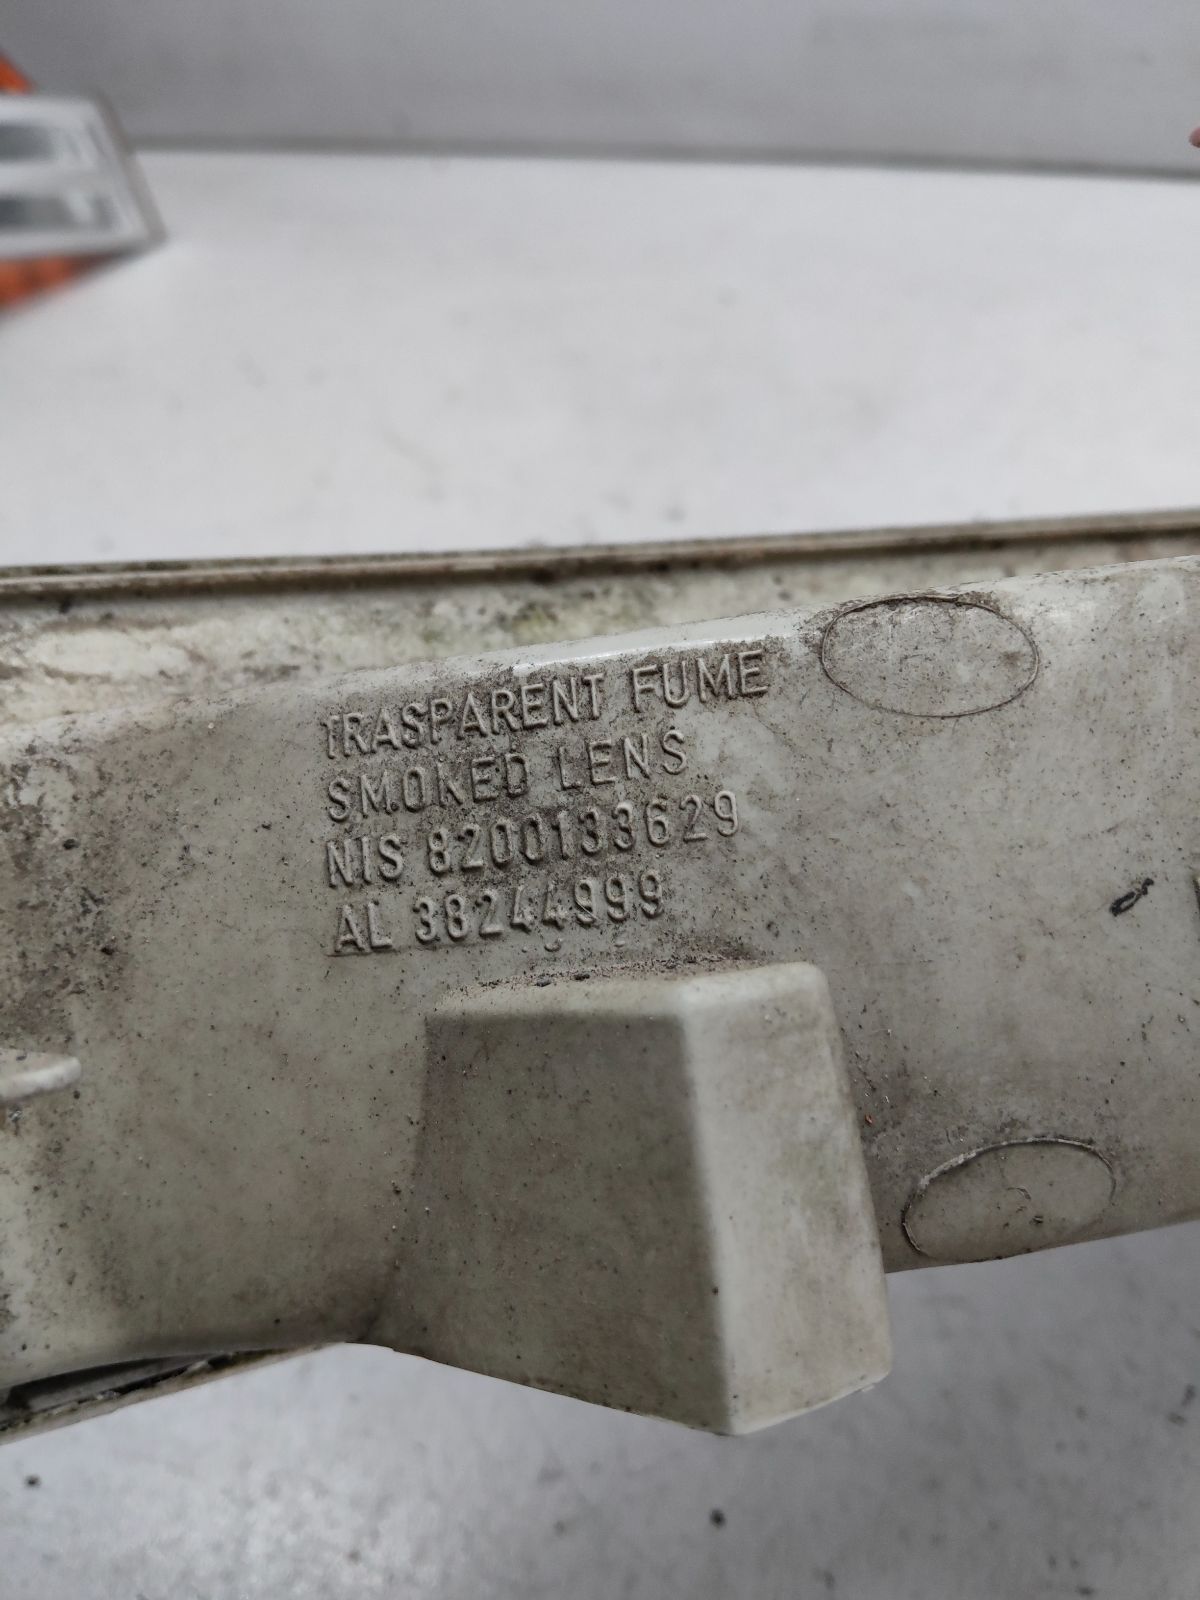 TRASPARENT FUME
SMOKED LENS
NIS 8200133629
AL 38244999